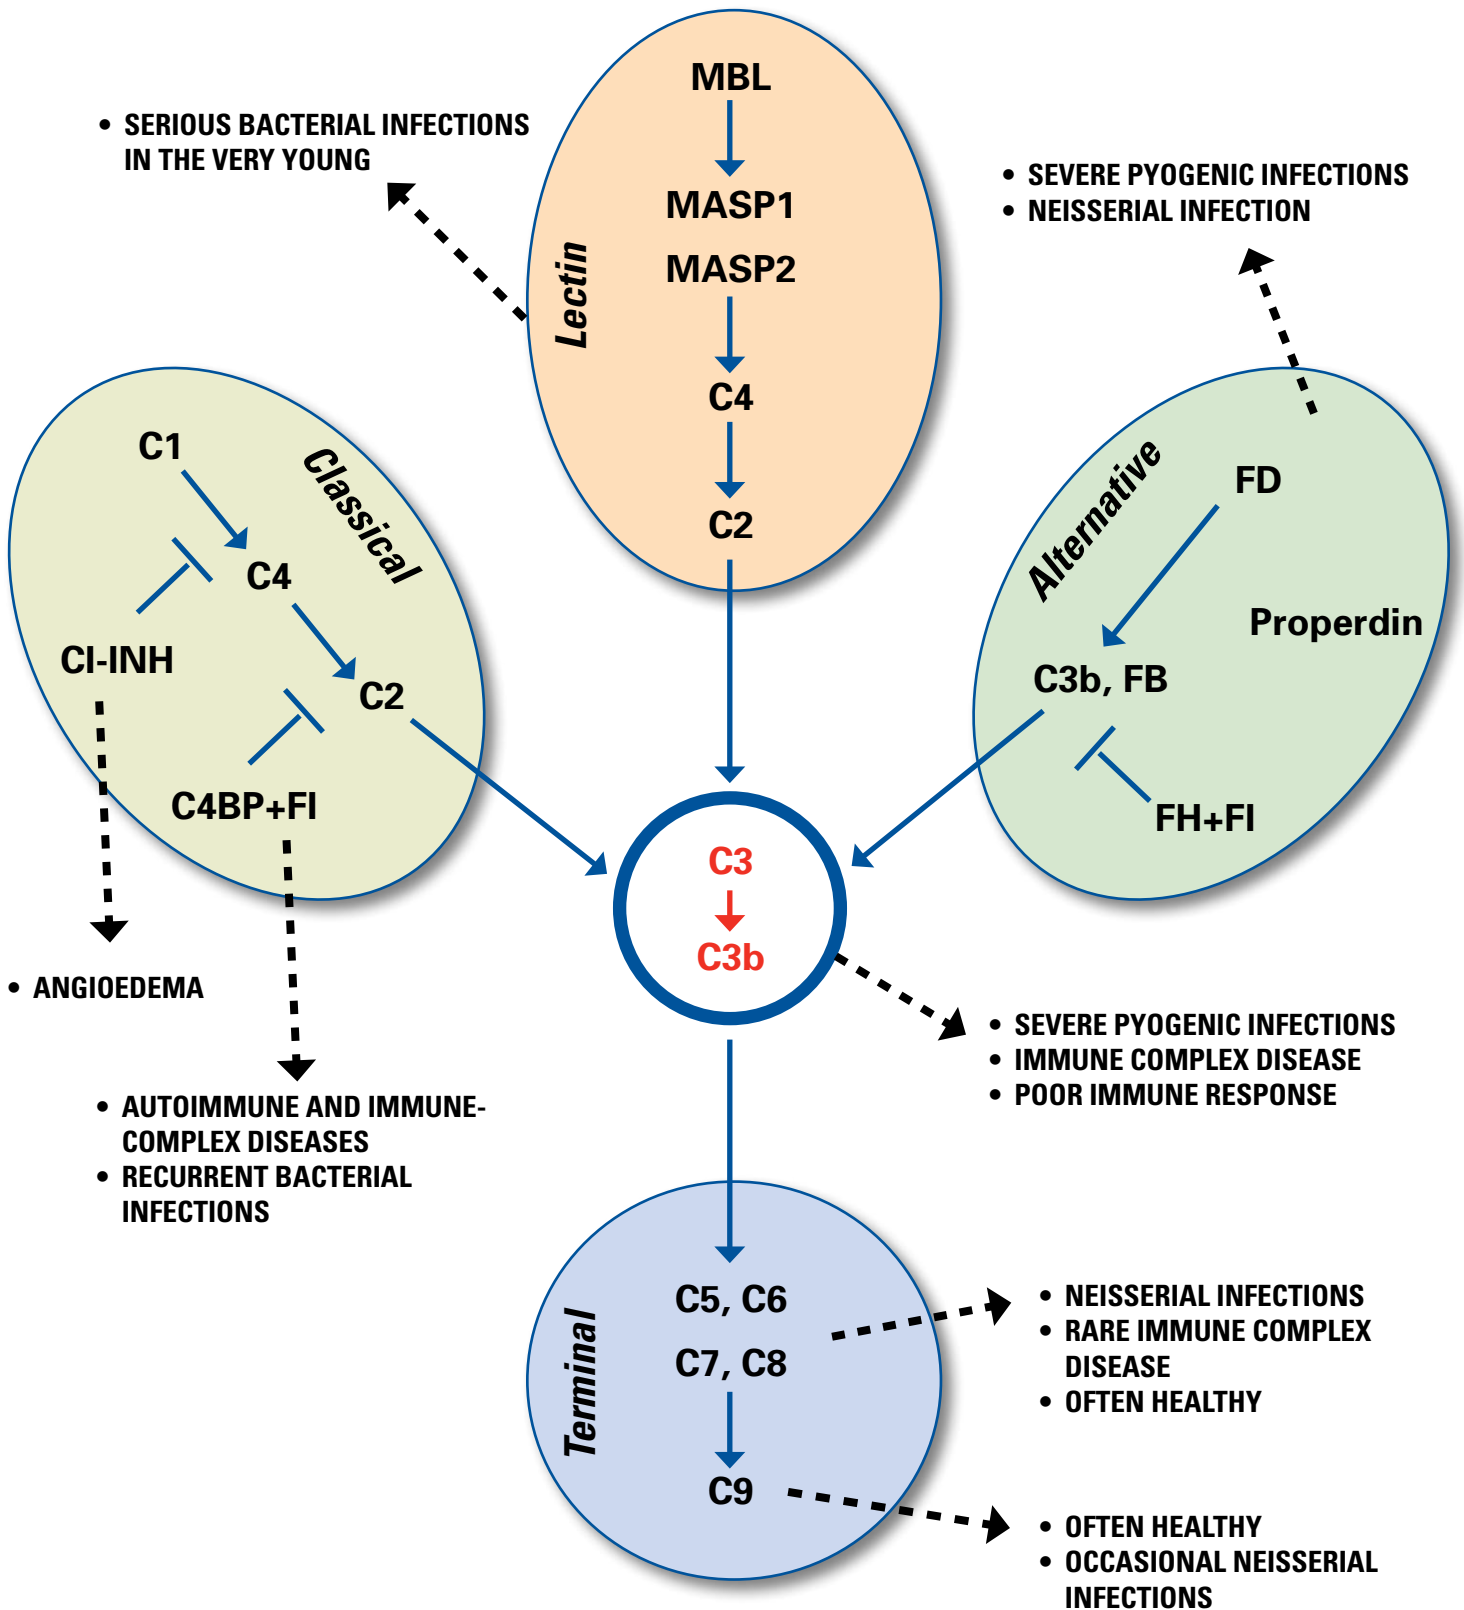 MBL
MASP1
MASP2
C4
C2
Lectin
• SERIOUS BACTERIAL INFECTIONS
IN THE VERY YOUNG
• SEVERE PYOGENIC INFECTIONS
• NEISSERIAL INFECTION
C1
Classical
C4
CI-INH
C2
C4BP+FI
Alternative
FD
Properdin
C3b, FB
FH+FI
C3
C3b
• ANGIOEDEMA
• AUTOIMMUNE AND IMMUNE-
COMPLEX DISEASES
• RECURRENT BACTERIAL
INFECTIONS
• SEVERE PYOGENIC INFECTIONS
• IMMUNE COMPLEX DISEASE
• POOR IMMUNE RESPONSE
Terminal
C5, C6
C7, C8
C9
• NEISSERIAL INFECTIONS
• RARE IMMUNE COMPLEX
DISEASE
• OFTEN HEALTHY
• OFTEN HEALTHY
• OCCASIONAL NEISSERIAL
INFECTIONS